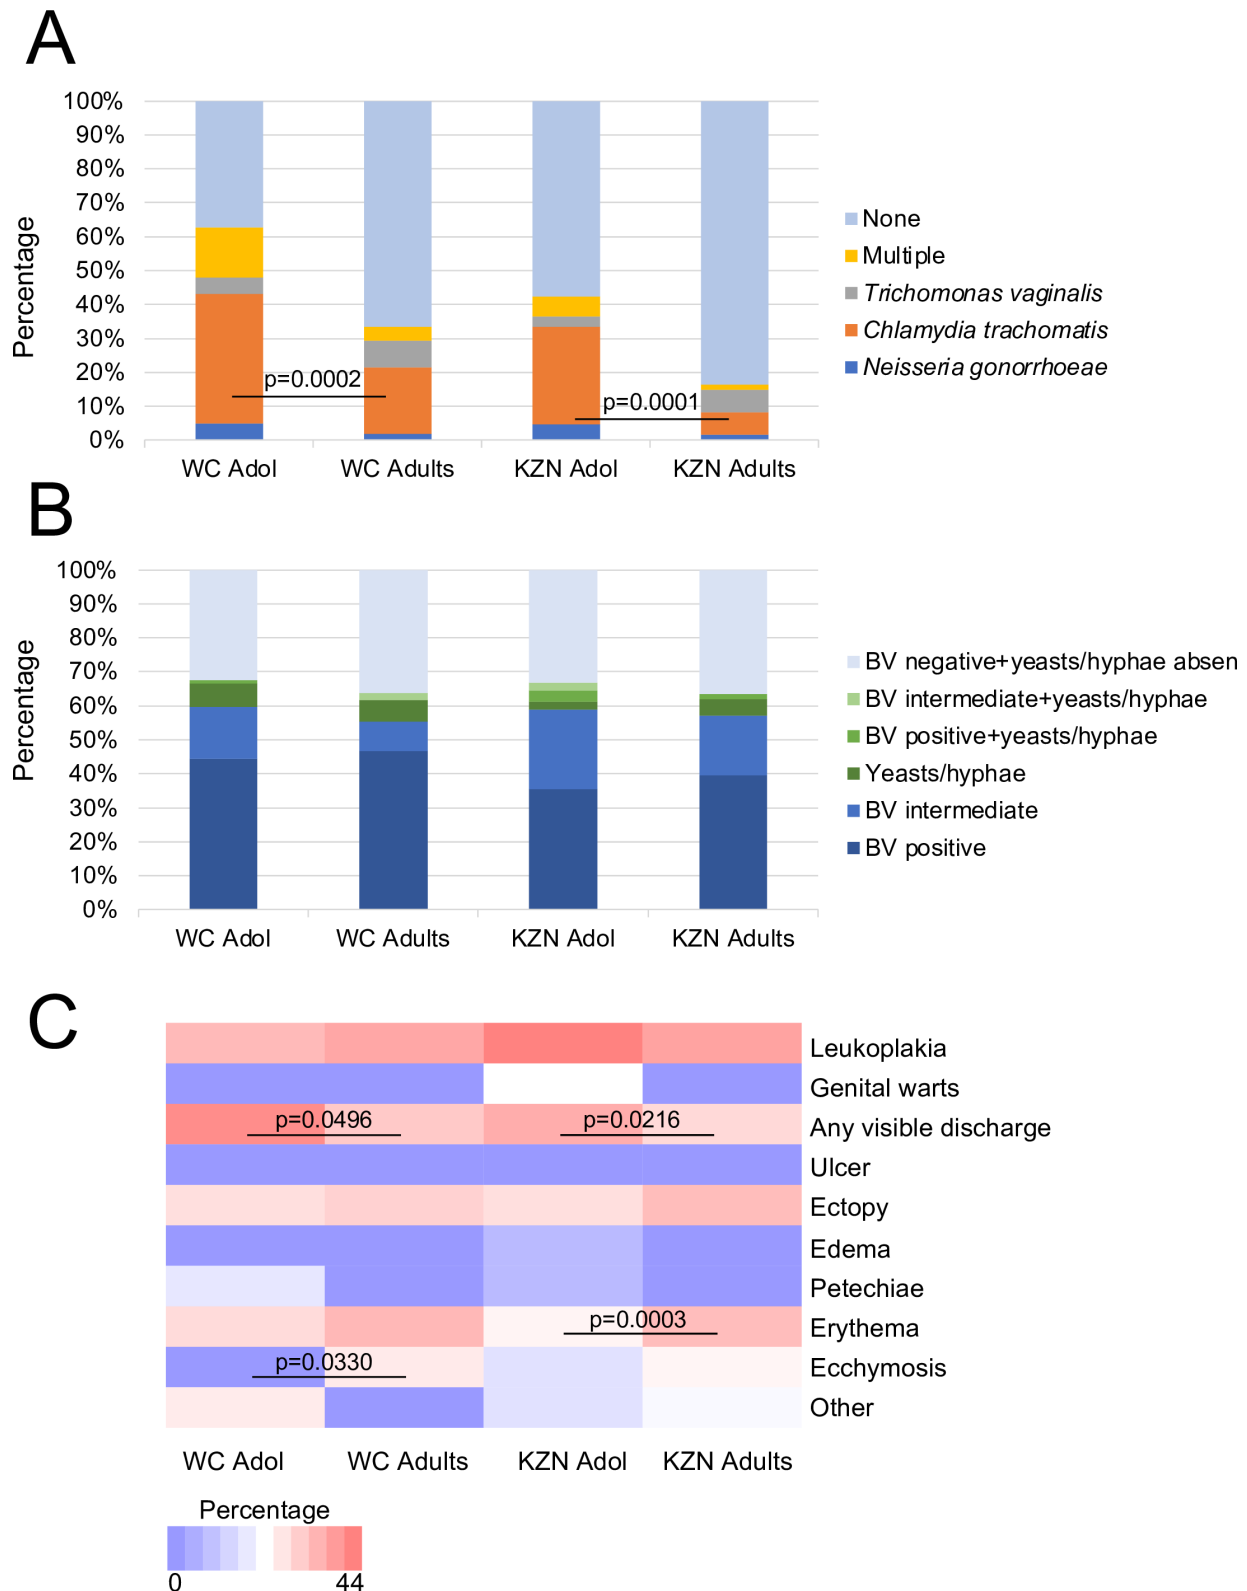 A
100%
90%
80%
70%
60%
50%
40%
30%
20%
10%
0%
Percentage
p=0.0002
p=0.0001
WC Adol
WC Adults
KZN Adol
KZN Adults
None
Multiple
Trichomonas vaginalis
Chlamydia trachomatis
Neisseria gonorrhoeae
B
100%
90%
80%
70%
60%
50%
40%
30%
20%
10%
0%
Percentage
WC Adol
WC Adults
KZN Adol
KZN Adults
BV negative+yeasts/hyphae absen
BV intermediate+yeasts/hyphae
BV positive+yeasts/hyphae
Yeasts/hyphae
BV intermediate
BV positive
C
Leukoplakia
Genital warts
p=0.0496
p=0.0216
Any visible discharge
Ulcer
Ectopy
Edema
Petechiae
p=0.0003
Erythema
p=0.0330
Ecchymosis
Other
WC Adol
WC Adults
KZN Adol
KZN Adults
Percentage
0
44